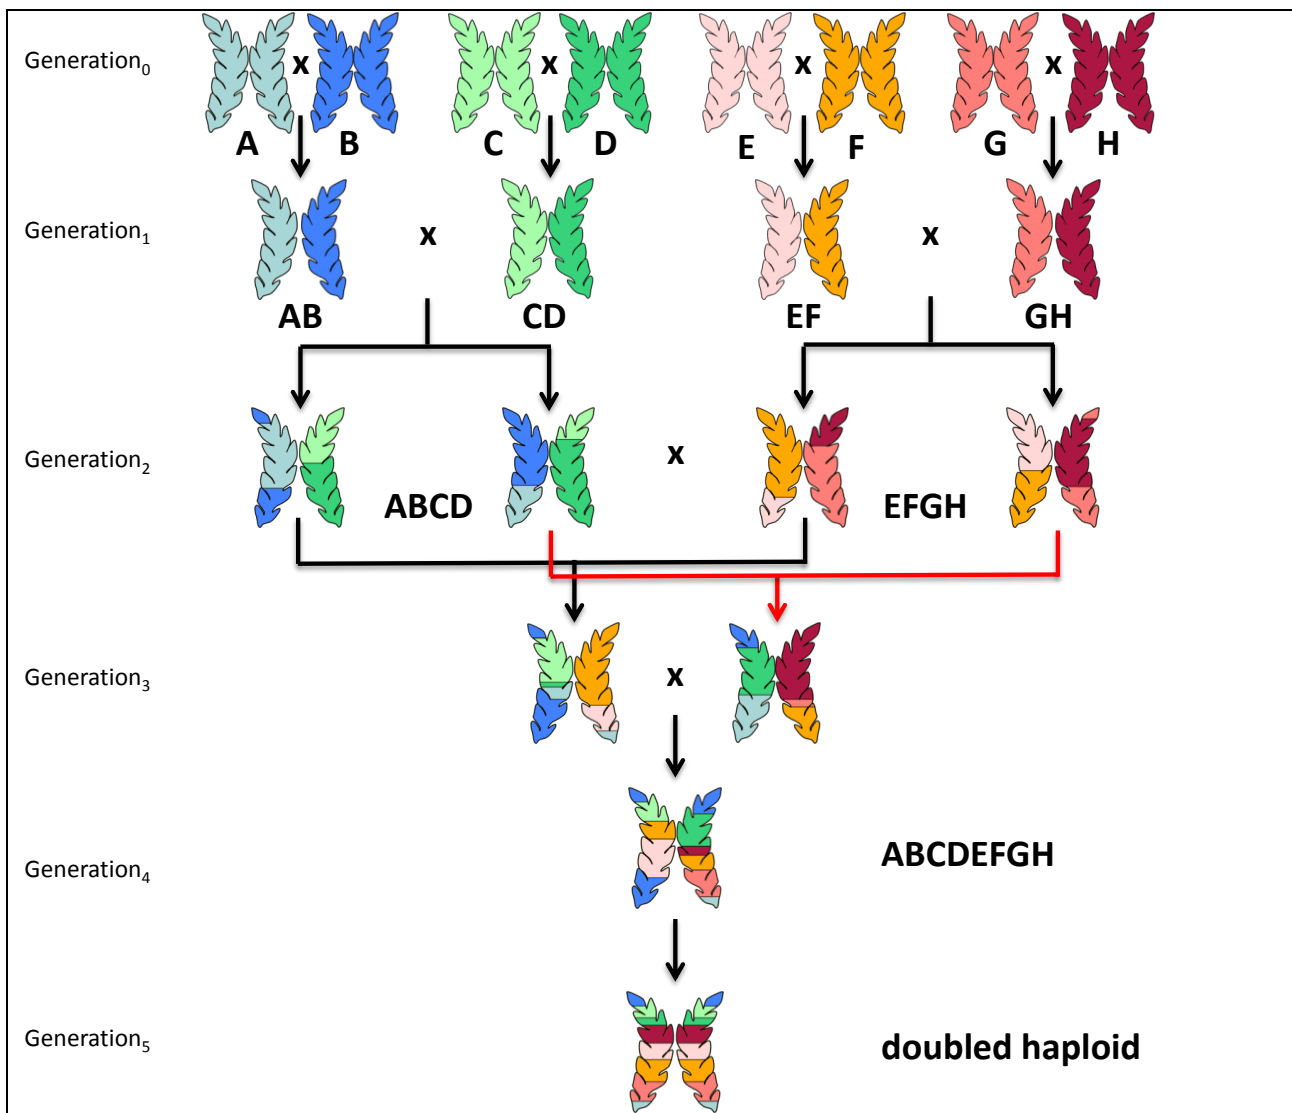 Generation₀
x x x x
A B C D E F G H
Generation₁
x x
AB CD EF GH
Generation₂
x
ABCD EFGH
Generation₃
x
Generation₄
ABCDEFGH
Generation₅
doubled haploid